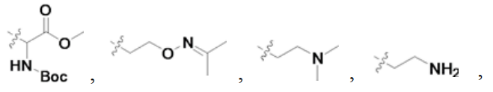 O
O
HN
Boc ,
O N ,
N ,
NH2 ,